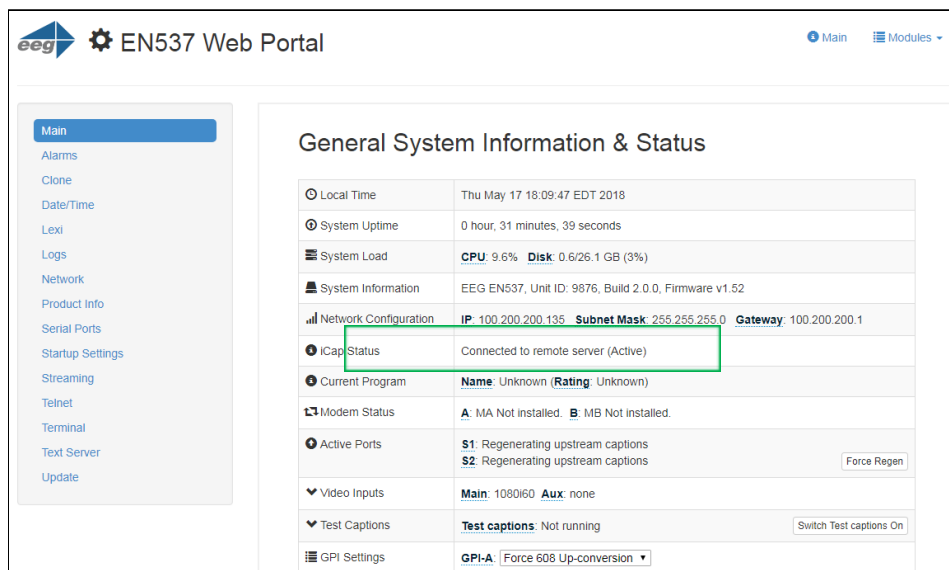 eeg EN537 Web Portal
Main Modules
Main
Alarms
Clone
Date/Time
Lexi
Logs
Network
Product Info
Serial Ports
Startup Settings
Streaming
Telnet
Terminal
Text Server
Update
General System Information & Status
Local Time Thu May 17 18:09:47 EDT 2018
System Uptime 0 hour, 31 minutes, 39 seconds
System Load CPU: 9.6% Disk: 0.6/26.1 GB (3%)
System Information EEG EN537, Unit ID: 9876, Build 2.0.0, Firmware v1.52
Network Configuration IP: 100.200.200.135 Subnet Mask: 255.255.255.0 Gateway: 100.200.200.1
iCap Status Connected to remote server (Active)
Current Program Name: Unknown (Rating: Unknown)
Modem Status A: MA Not installed. B: MB Not installed.
Active Ports S1: Regenerating upstream captions
S2: Regenerating upstream captions Force Regen
Video Inputs Main: 1080i60 Aux: none
Test Captions Test captions: Not running Switch Test captions On
GPI Settings GPI-A: Force 608 Up-conversion